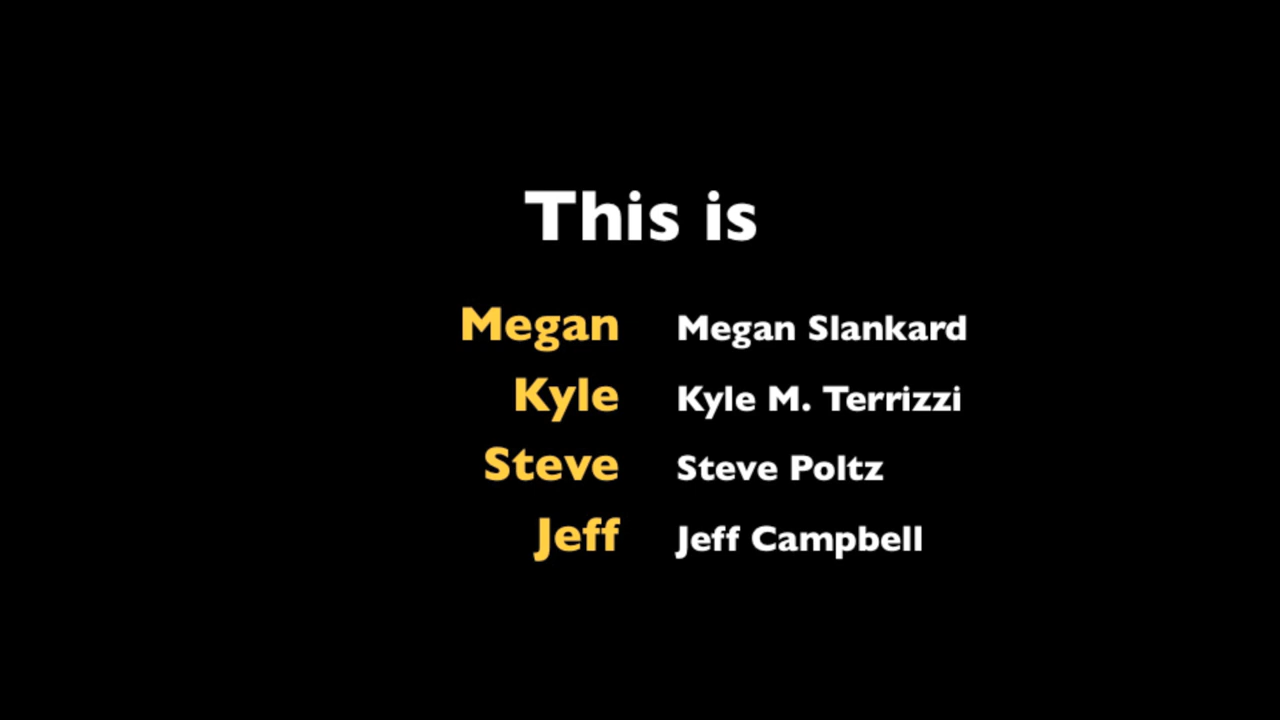 This is
Megan Megan Slankard
Kyle Kyle M. Terrizzi
Steve Steve Poltz
Jeff Jeff Campbell